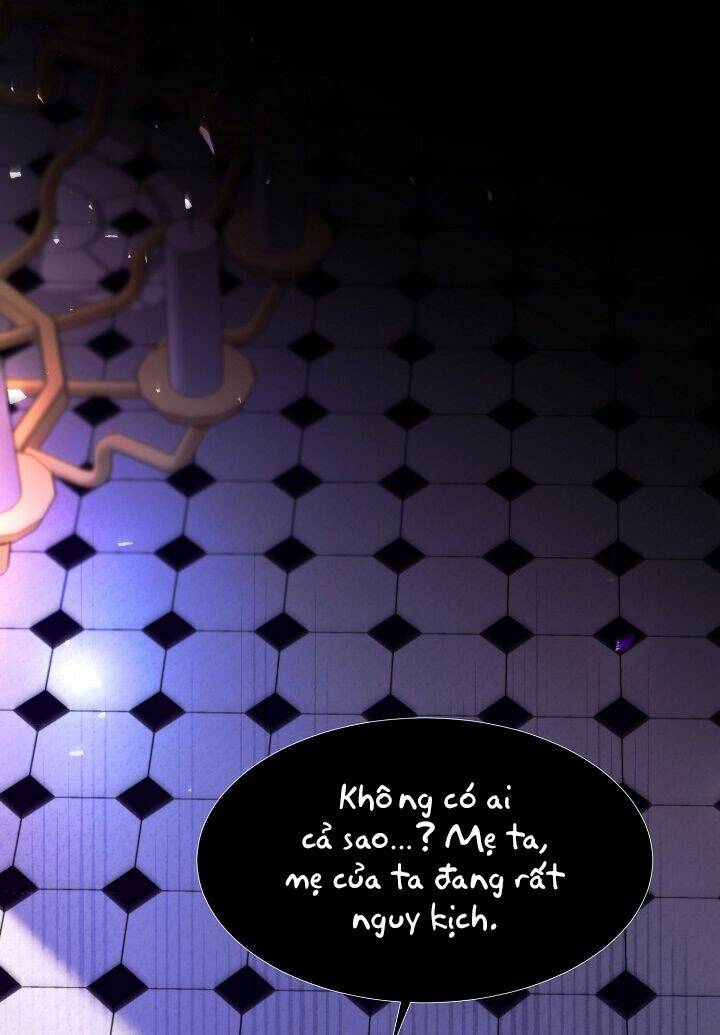 Không có ai
cả sao...? Mẹ ta,
mẹ của ta đang rất
nguy kịch.